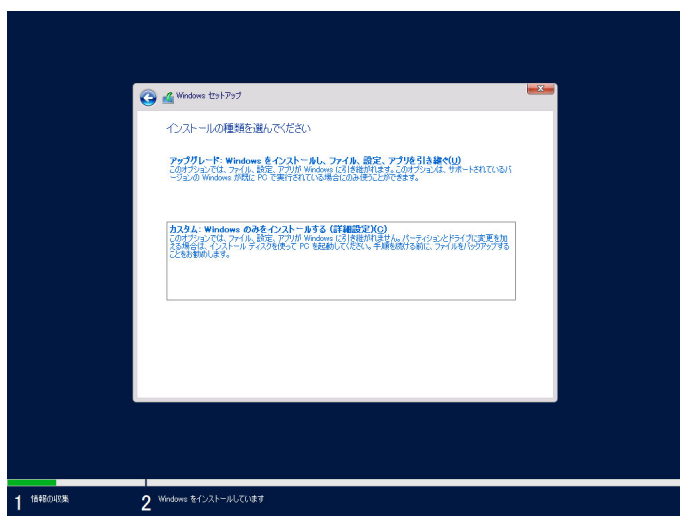 Windows セットアップ
インストールの種類を選んでください
アップグレード: Windows をインストールし、ファイル、設定、アプリを引き継ぐ(U)
このオプションでは、ファイル、設定、アプリが Windows に引き継がれます。このオプションは、サポートされているバ
ージョンの Windows が既に PC で実行されている場合にのみ使うことができます。
カスタム: Windows のみをインストールする (詳細設定)(C)
このオプションでは、ファイル、設定、アプリが Windows に引き継がれません。パーティションとドライブに変更を加
える場合は、インストール ディスクを使って PC を起動してください。手順を続ける前に、ファイルをバックアップする
ことをお勧めします。
1 情報の収集
2 Windows をインストールしています